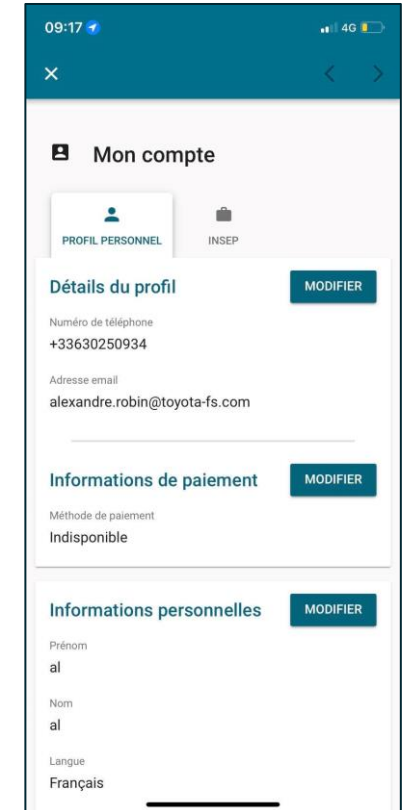 09:17
4G
Mon compte
PROFIL PERSONNEL
INSEP
Détails du profil
MODIFIER
Numéro de téléphone
+33630250934
Adresse email
alexandre.robin@toyota-fs.com
Informations de paiement
MODIFIER
Méthode de paiement
Indisponible
Informations personnelles
MODIFIER
Prénom
al
Nom
al
Langue
Français